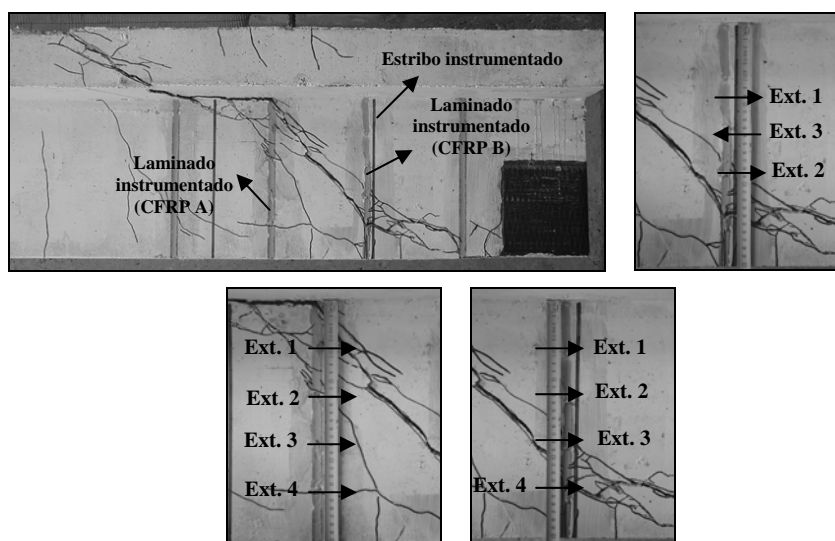 Estribo instrumentado
Laminado
instrumentado
(CFRP B)
Laminado
instrumentado
(CFRP A)
Ext. 1
Ext. 3
Ext. 2
Ext. 1
Ext. 2
Ext. 3
Ext. 4
Ext. 1
Ext. 2
Ext. 3
Ext. 4